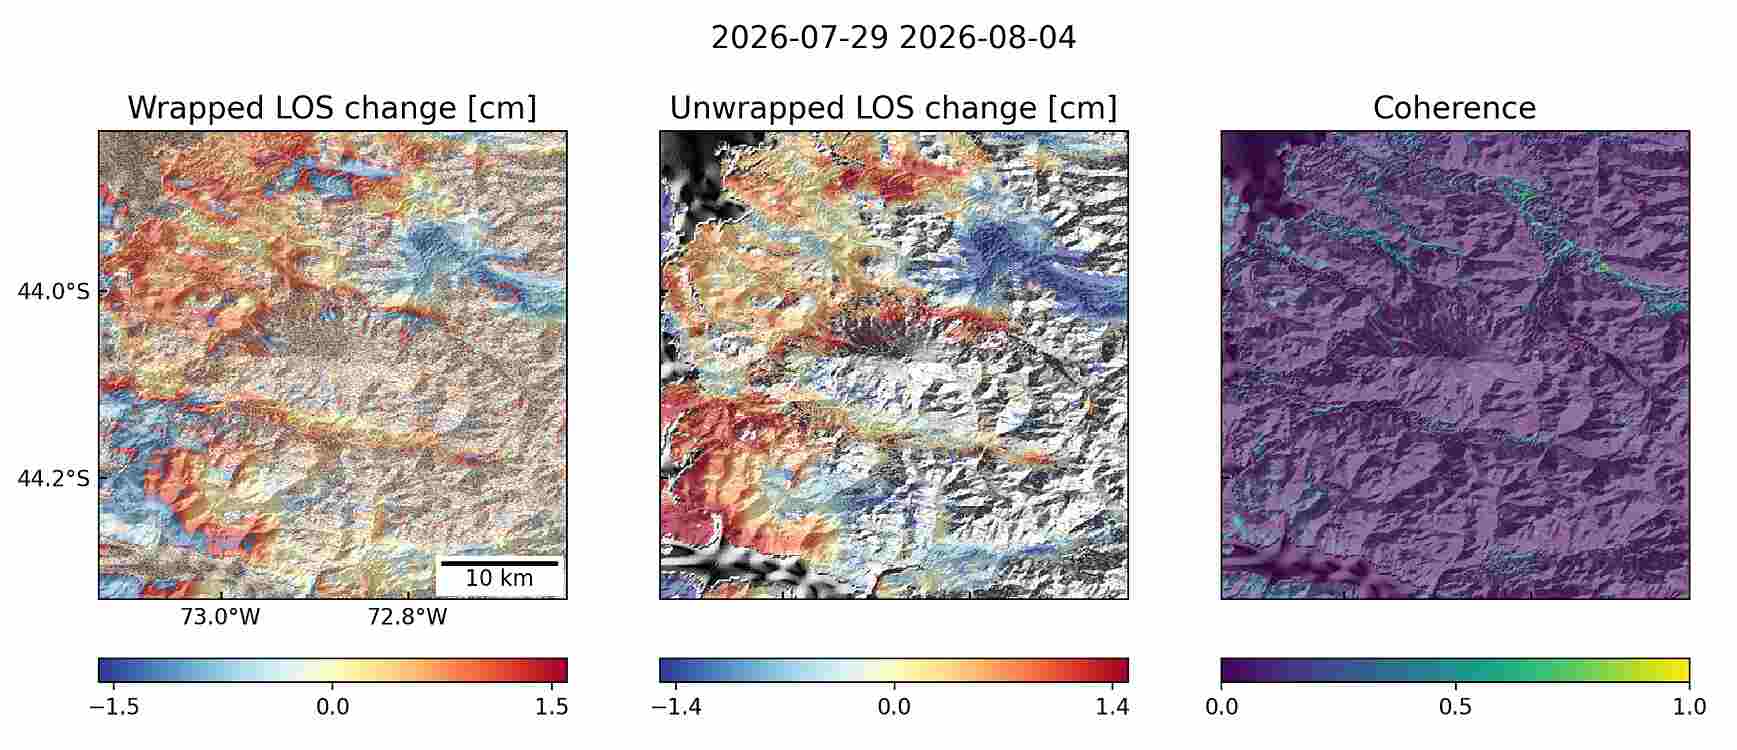 2026-07-29 2026-08-04
Wrapped LOS change [cm]
Unwrapped LOS change [cm]
Coherence
44.0°S
44.2°S
10 km
73.0°W
72.8°W
−1.5
0.0
1.5
−1.4
0.0
1.4
0.0
0.5
1.0